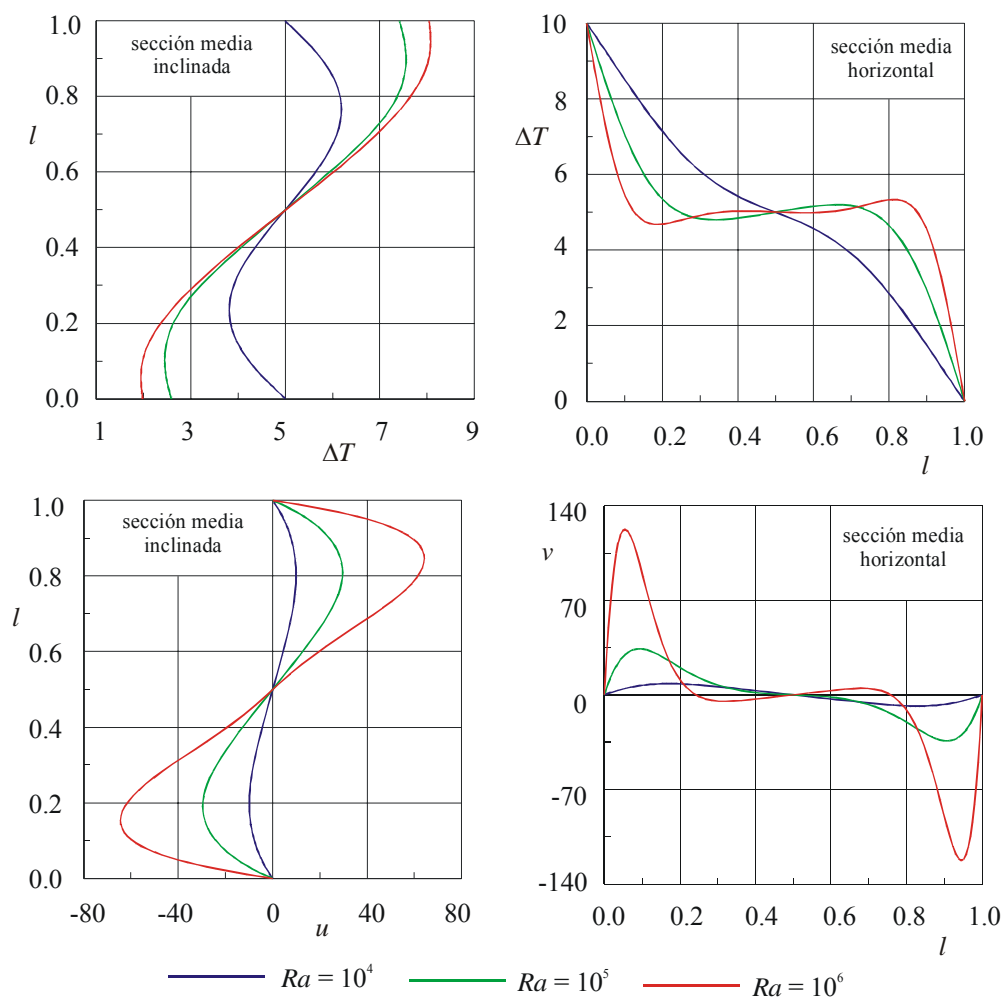 1.0
0.8
0.6
0.4
0.2
0.0
l
sección media
inclinada
1 3 5 7 9
ΔT
10
8
6
4
2
0
ΔT
sección media
horizontal
0.0 0.2 0.4 0.6 0.8 1.0
l
1.0
0.8
0.6
0.4
0.2
0.0
l
sección media
inclinada
-80 -40 0 40 80
u
140
70
0
-70
-140
v
sección media
horizontal
0.0 0.2 0.4 0.6 0.8 1.0
l
Ra = 10⁴ Ra = 10⁵ Ra = 10⁶